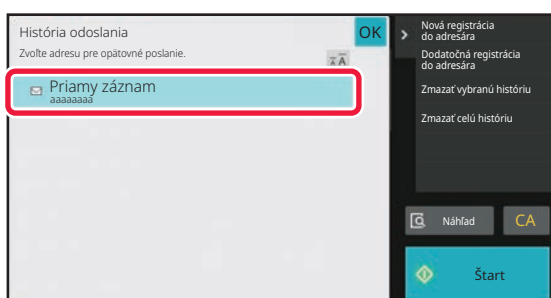 História odoslania
OK
Zvoľte adresu pre opätovné poslanie.
A A
Priamy záznam
aaaaaaaa
Nová registrácia
do adresára
Dodatočná registrácia
do adresára
Zmazať vybranú históriu
Zmazať celú históriu
Náhľad
CA
Štart